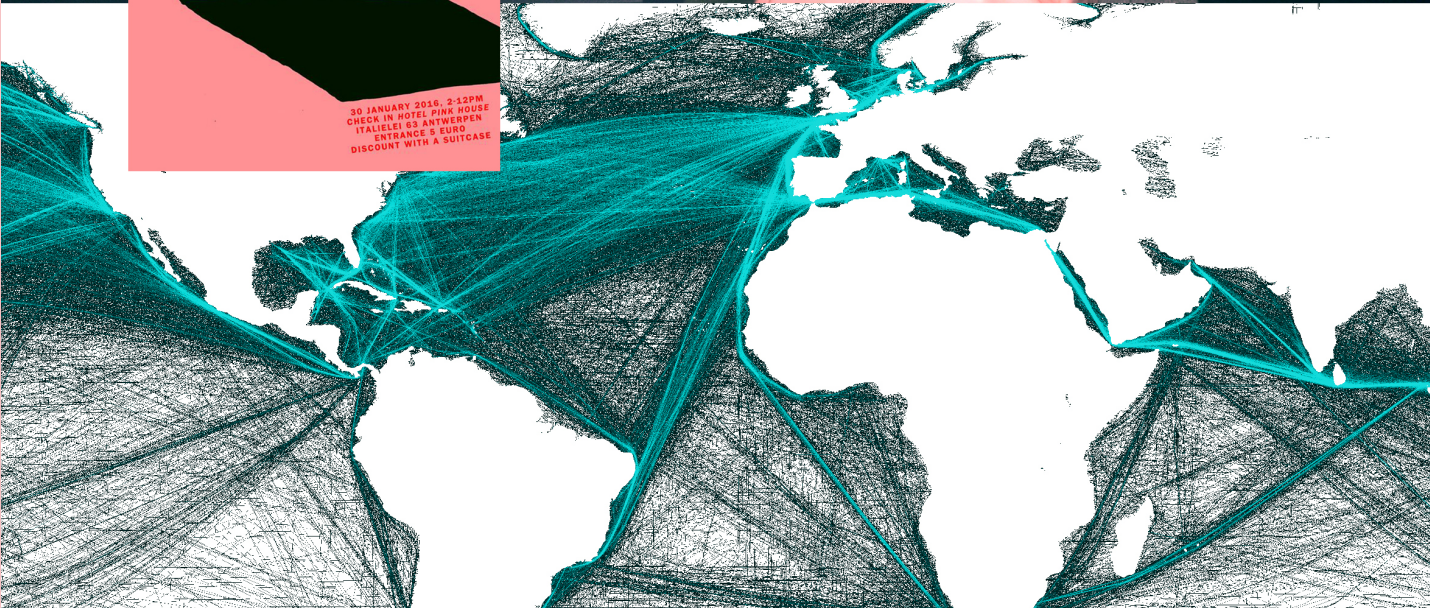 30 JANUARY 2016, 2-12PM
CHECK IN HOTEL PINK HOUSE
ITALIELEI 63 ANTWERPEN
ENTRANCE 5 EURO
DISCOUNT WITH A SUITCASE